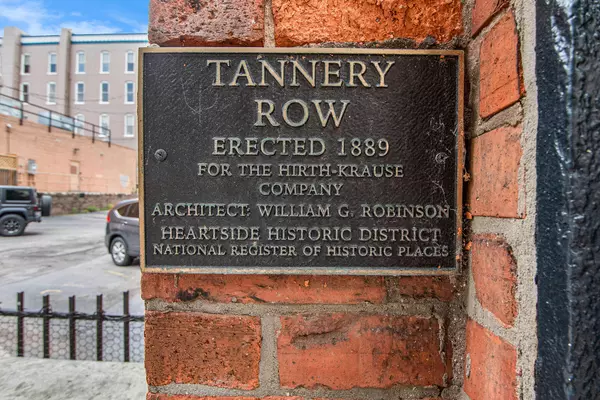 TANNERY
ROW
ERECTED 1889
FOR THE HIRTH-KRAUSE
COMPANY
ARCHITECT: WILLIAM G. ROBINSON
HEARTSIDE HISTORIC DISTRICT
NATIONAL REGISTER OF HISTORIC PLACES